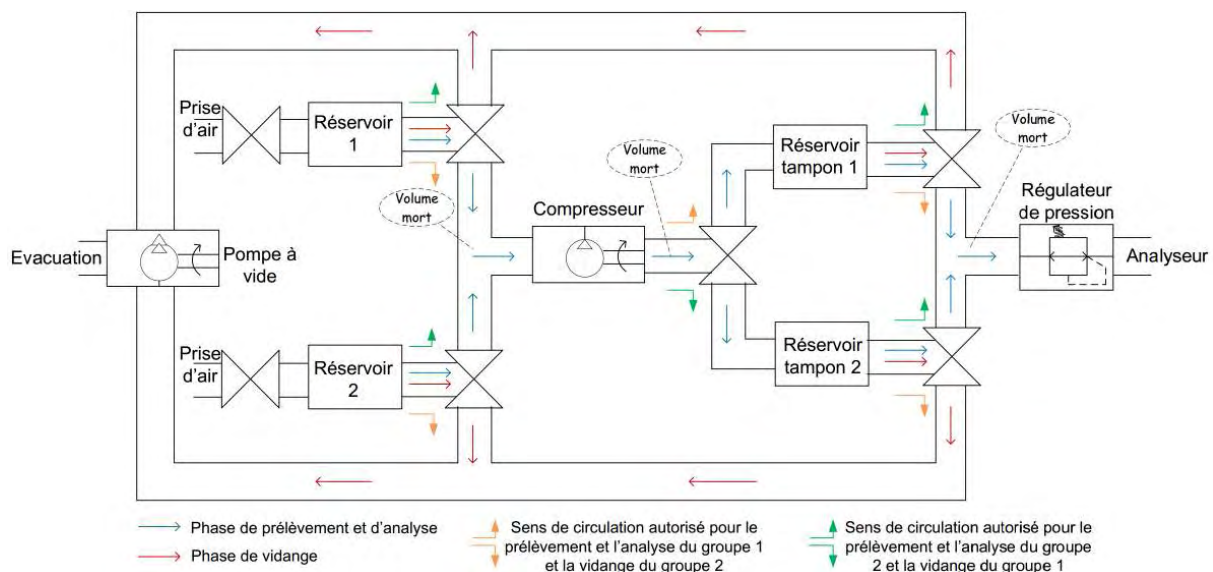 Prise
d'air
Réservoir
1
Volume
mort
Compresseur
Volume
mort
Réservoir
tampon 1
Volume
mort
Régulateur
de pression
Evacuation
Pompe à
vide
Analyseur
Prise
d'air
Réservoir
2
Réservoir
tampon 2
Phase de prélèvement et d'analyse
Phase de vidange
Sens de circulation autorisé pour le
prélèvement et l'analyse du groupe 1
et la vidange du groupe 2
Sens de circulation autorisé pour le
prélèvement et l'analyse du groupe
2 et la vidange du groupe 1